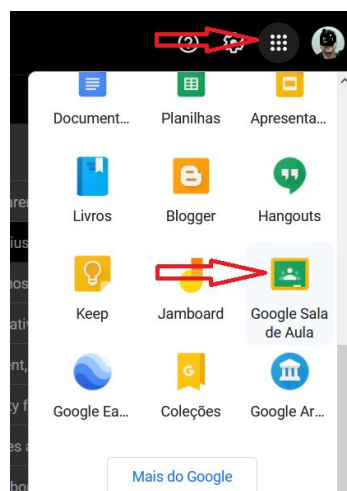 Document...
Planilhas
Apresenta...
Livros
Blogger
Hangouts
Keep
Jamboard
Google Sala
de Aula
Google Ea...
Coleções
Google Ar...
Mais do Google